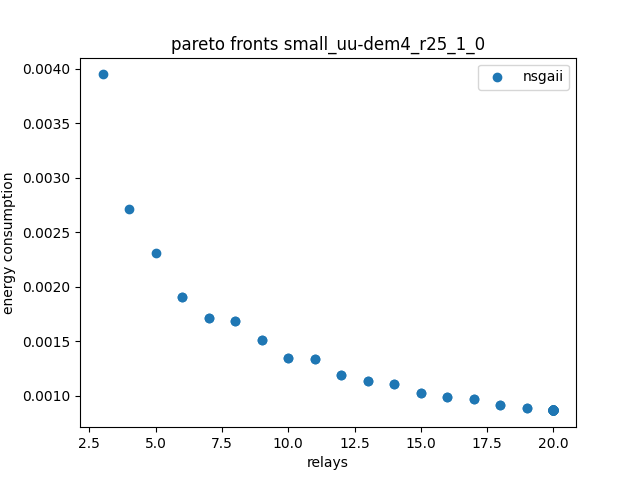 pareto fronts small_uu-dem4_r25_1_0
nsgaii
energy consumption
0.0040
0.0035
0.0030
0.0025
0.0020
0.0015
0.0010
2.5 5.0 7.5 10.0 12.5 15.0 17.5 20.0
relays